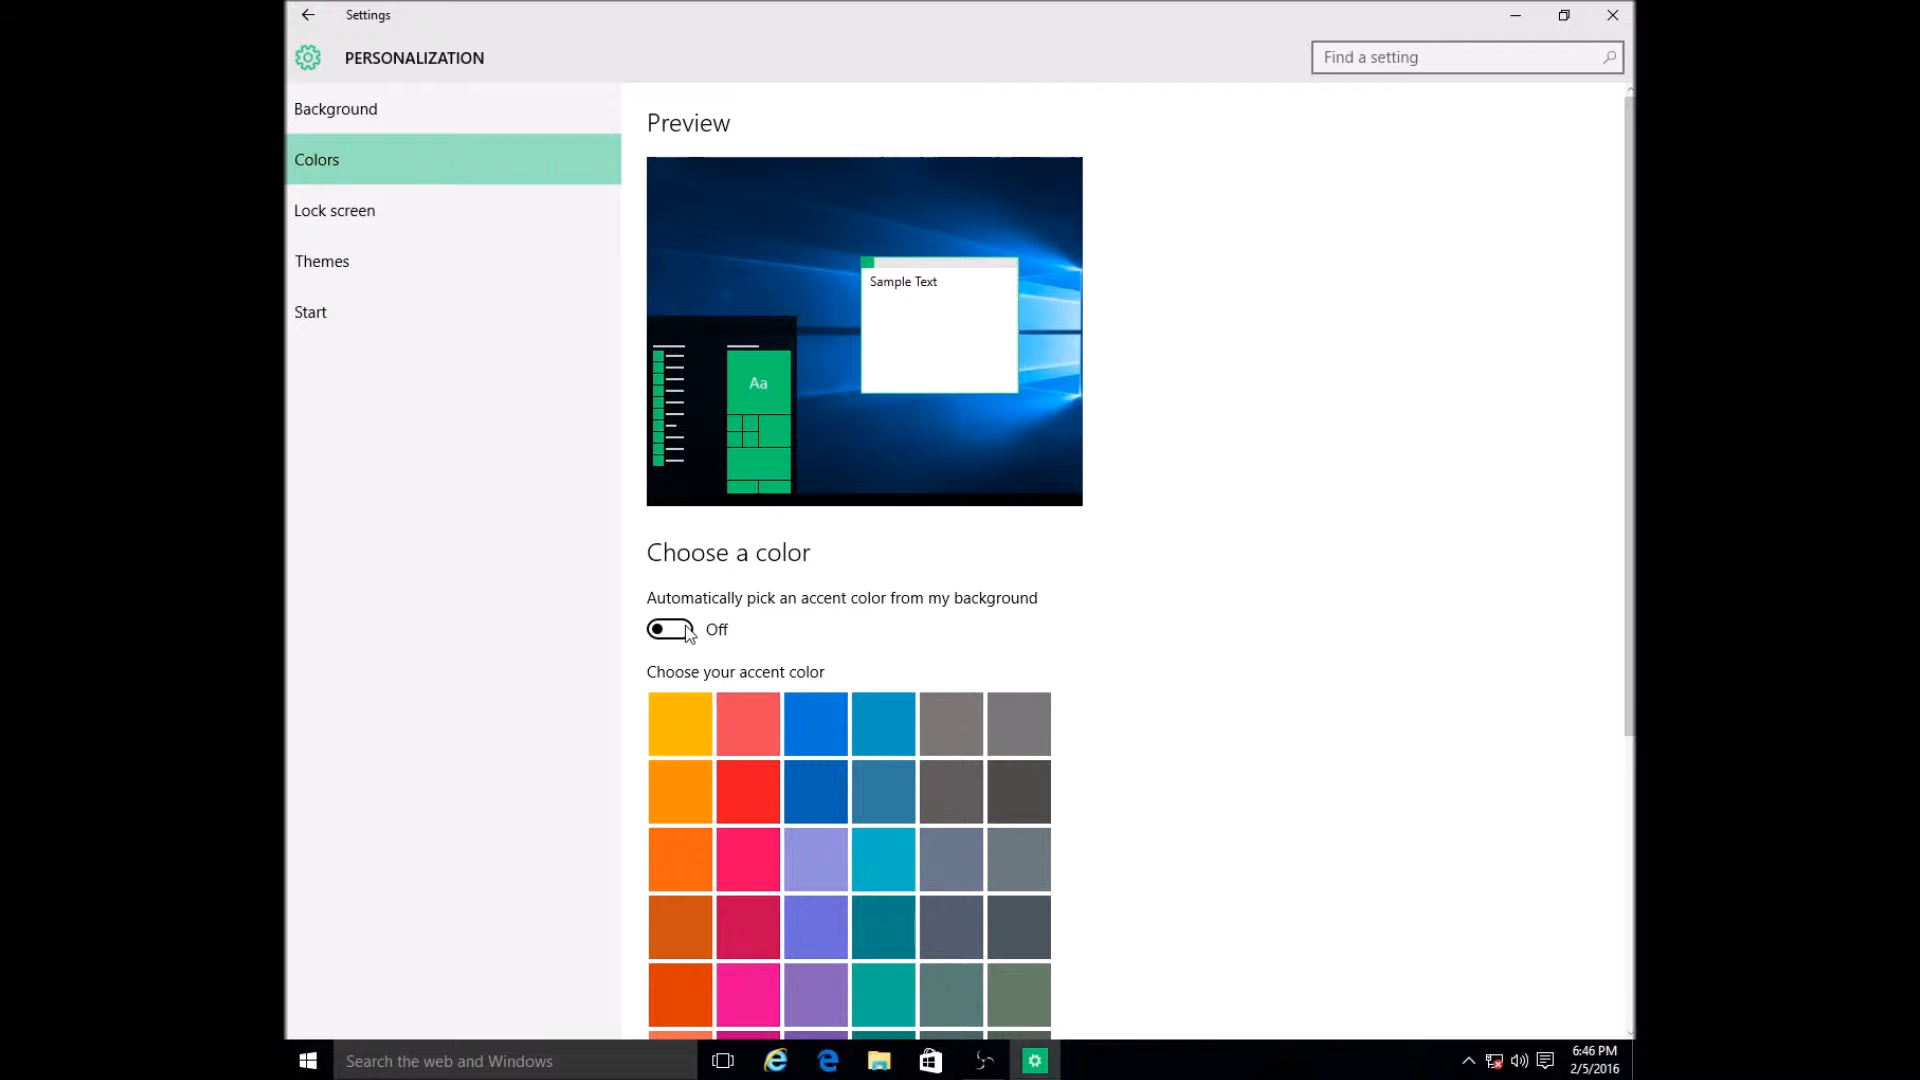 Settings
PERSONALIZATION
Find a setting
Background
Colors
Lock screen
Themes
Start
Preview
Sample Text
Aa
Choose a color
Automatically pick an accent color from my background
Off
Choose your accent color
Search the web and Windows
6:46 PM
2/5/2016